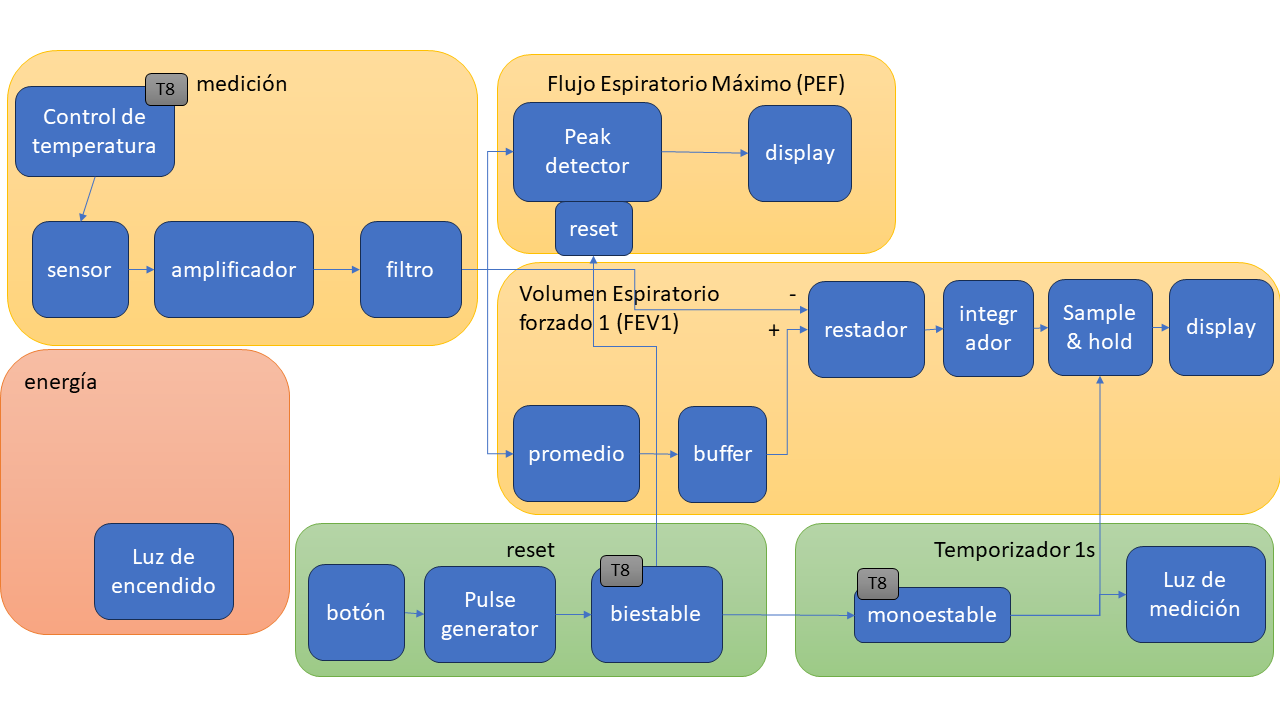 T8
medición
Control de
temperatura
sensor
amplificador
filtro
Flujo Espiratorio Máximo (PEF)
Peak
detector
display
reset
Volumen Espiratorio
forzado 1 (FEV1)
-
+
restador
integr
ador
Sample
& hold
display
promedio
buffer
energía
Luz de
encendido
reset
botón
Pulse
generator
T8
biestable
Temporizador 1s
T8
monoestable
Luz de
medición